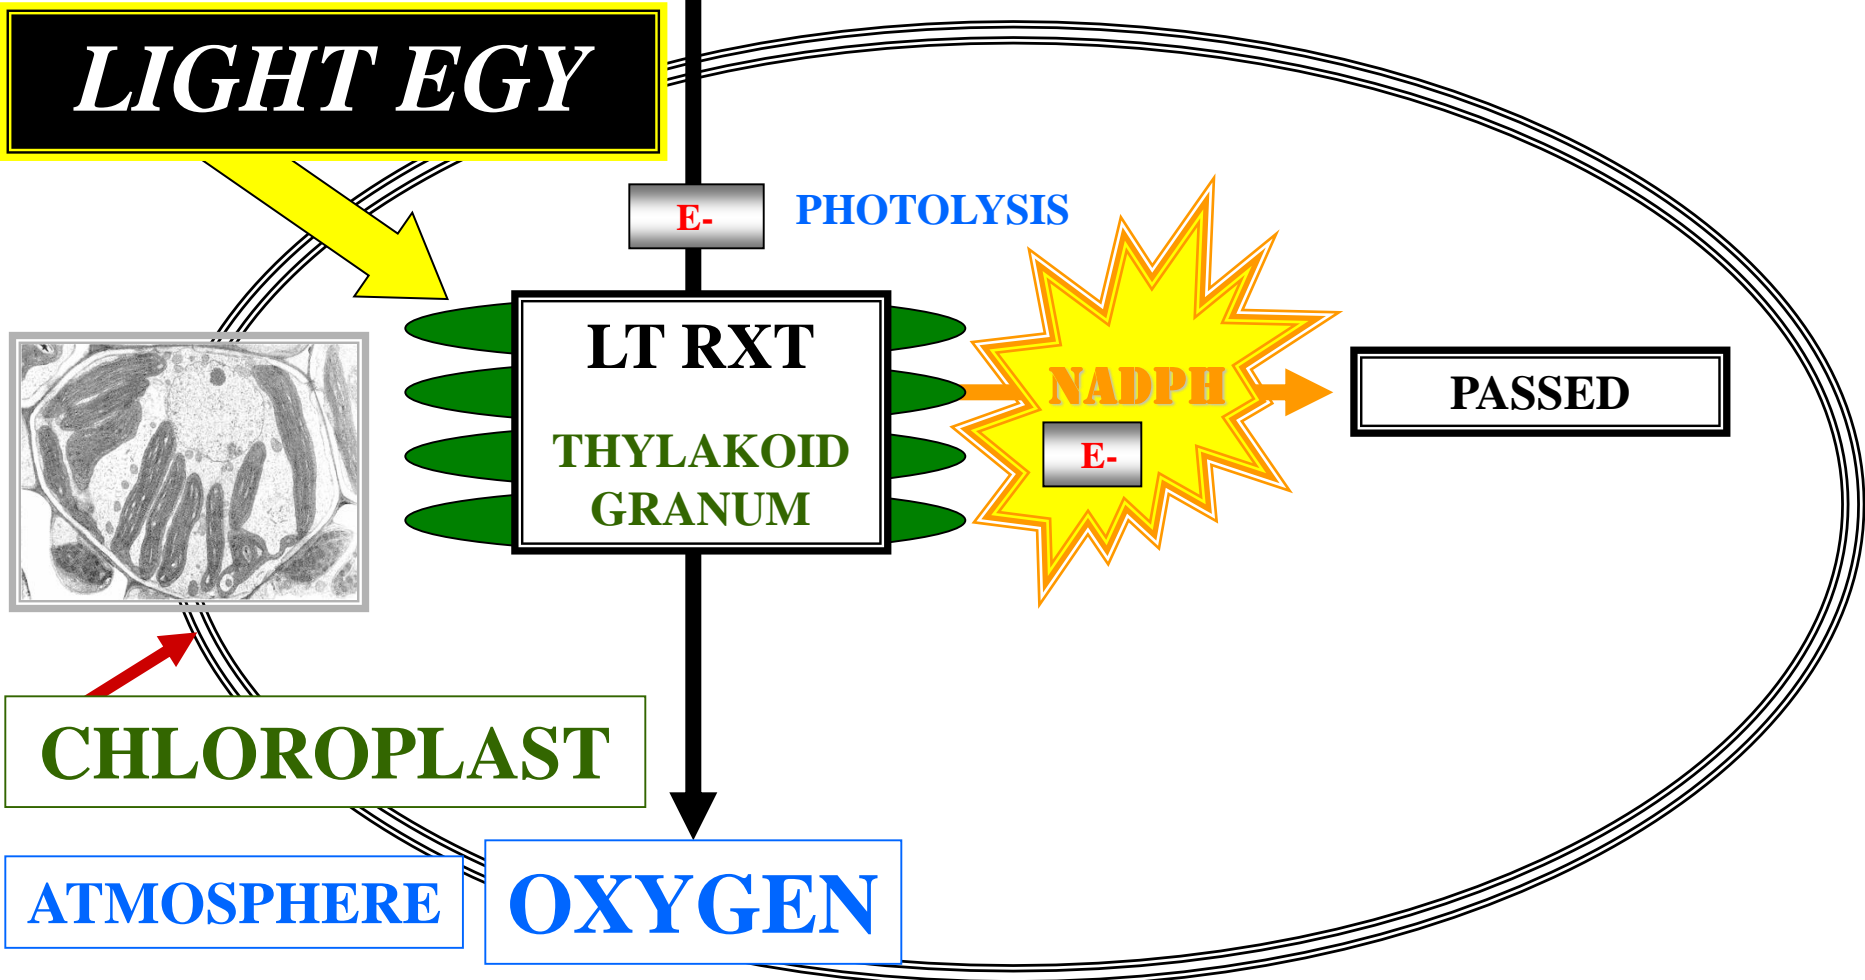 LIGHT EGY
E-
PHOTOLYSIS
LT RXT
THYLAKOID
GRANUM
NADPH
E-
PASSED
CHLOROPLAST
ATMOSPHERE
OXYGEN